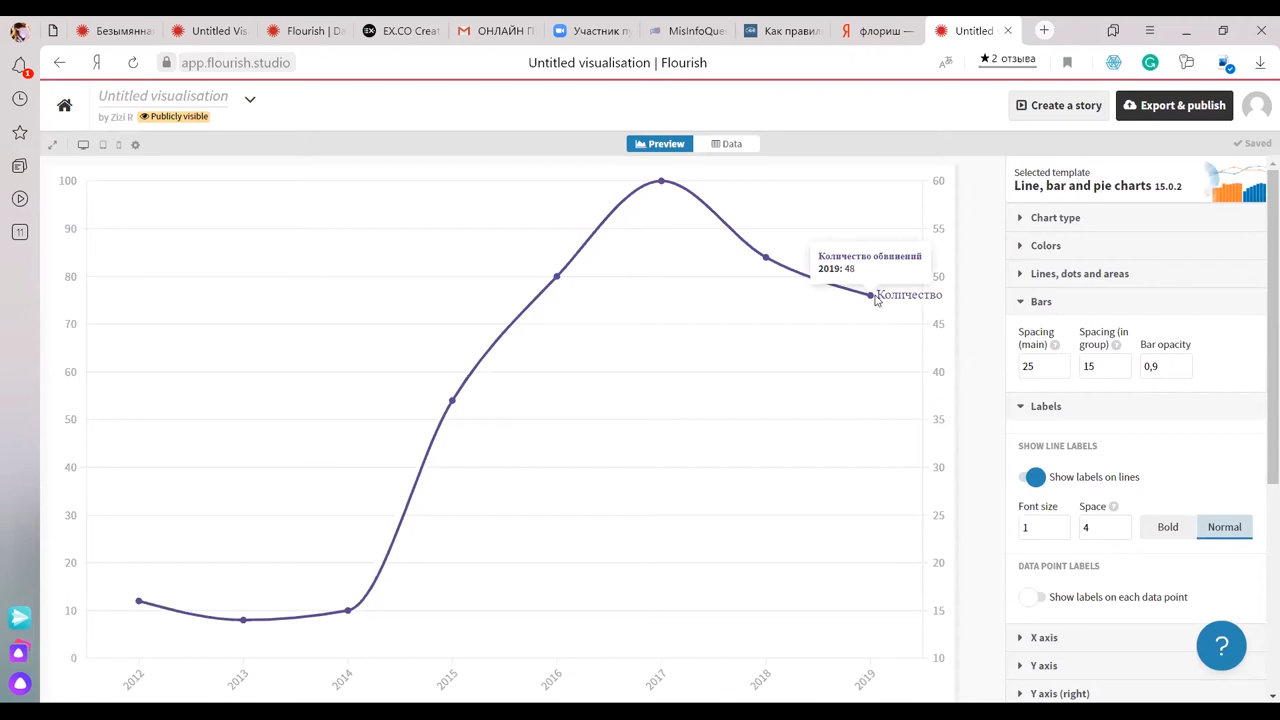 Безымянна
Untitled Vi
Flourish | Da
EX.CO Creat
ОНЛАЙН П
Участник пу
MisInfoQue
Как правил
флориш —
Untitled
app.flourish.studio
Untitled visualisation | Flourish
★2 отзыва
1
11
Untitled visualisation
by Zizi R
Publicly visible
Create a story
Export & publish
Preview
Data
Saved
100
90
80
70
60
50
40
30
20
10
0
60
55
50
45
40
35
30
25
20
15
10
Количество обвинений
2019: 48
Количество
2012
2013
2014
2015
2016
2017
2018
2019
Selected template
Line, bar and pie charts 15.0.2
Chart type
Colors
Lines, dots and areas
Bars
Spacing (main) ?
Spacing (in group) ?
Bar opacity
25
15
0,9
Labels
SHOW LINE LABELS
Show labels on lines
Font size
Space ?
1
4
Bold
Normal
DATA POINT LABELS
Show labels on each data point
X axis
Y axis
Y axis (right)
?